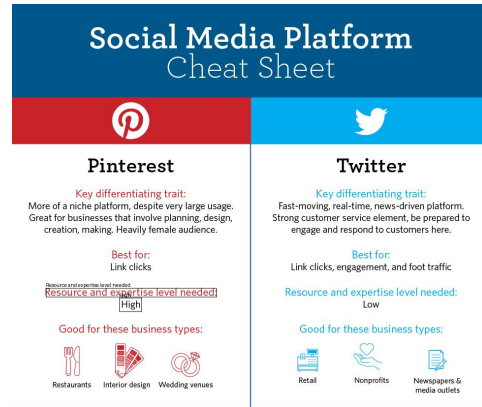 Social Media Platform
Cheat Sheet
Pinterest
Key differentiating trait:
More of a niche platform, despite very large usage.
Great for businesses that involve planning, design,
creation, making. Heavily female audience.
Best for:
Link clicks
Resource and expertise level needed
Resource and expertise level needed:
High
High
Good for these business types:
Restaurants
Interior design
Wedding venues
Twitter
Key differentiating trait:
Fast-moving, real-time, news-driven platform.
Strong customer service element, be prepared to
engage and respond to customers here.
Best for:
Link clicks, engagement, and foot traffic
Resource and expertise level needed:
Low
Good for these business types:
Retail
Nonprofits
Newspapers &
media outlets